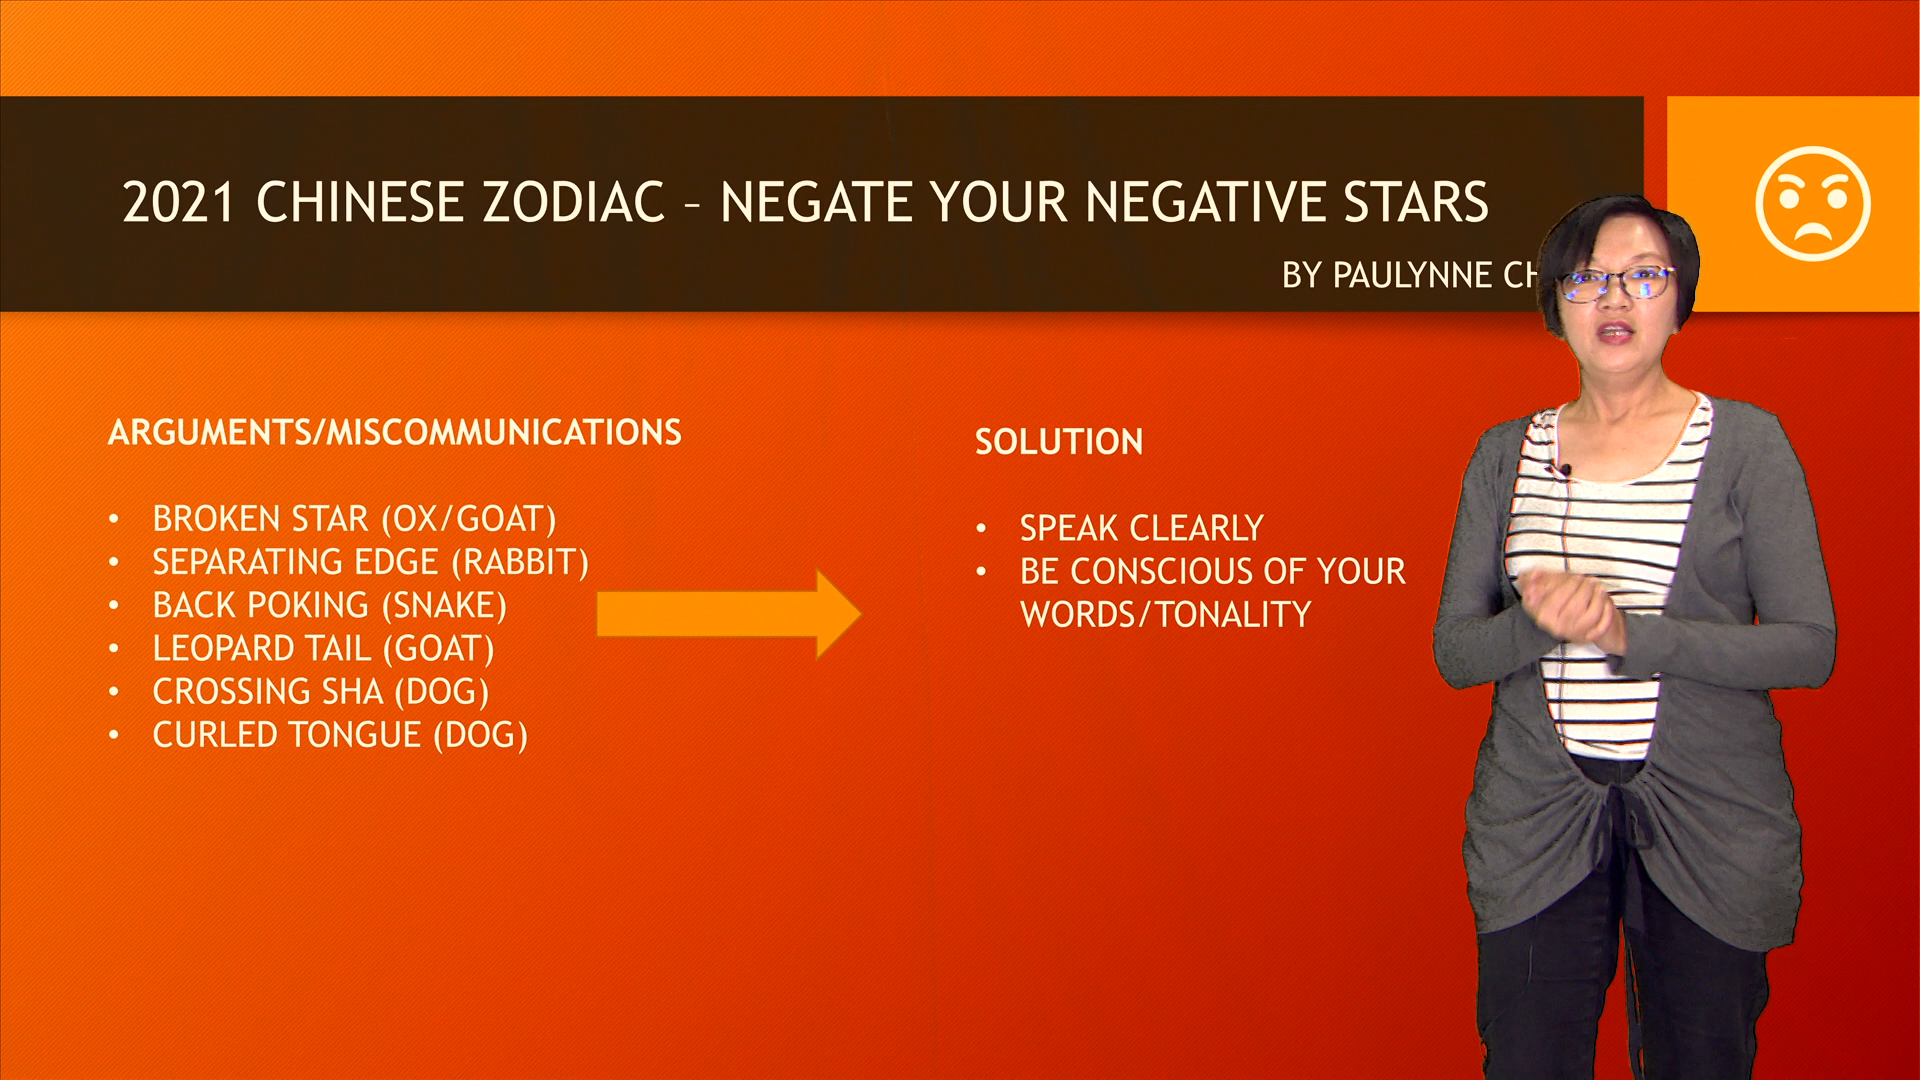 2021 CHINESE ZODIAC – NEGATE YOUR NEGATIVE STARS
BY PAULYNNE
ARGUMENTS/MISCOMMUNICATIONS
• BROKEN STAR (OX/GOAT)
• SEPARATING EDGE (RABBIT)
• BACK POKING (SNAKE)
• LEOPARD TAIL (GOAT)
• CROSSING SHA (DOG)
• CURLED TONGUE (DOG)
SOLUTION
• SPEAK CLEARLY
• BE CONSCIOUS OF YOUR
WORDS/TONALITY